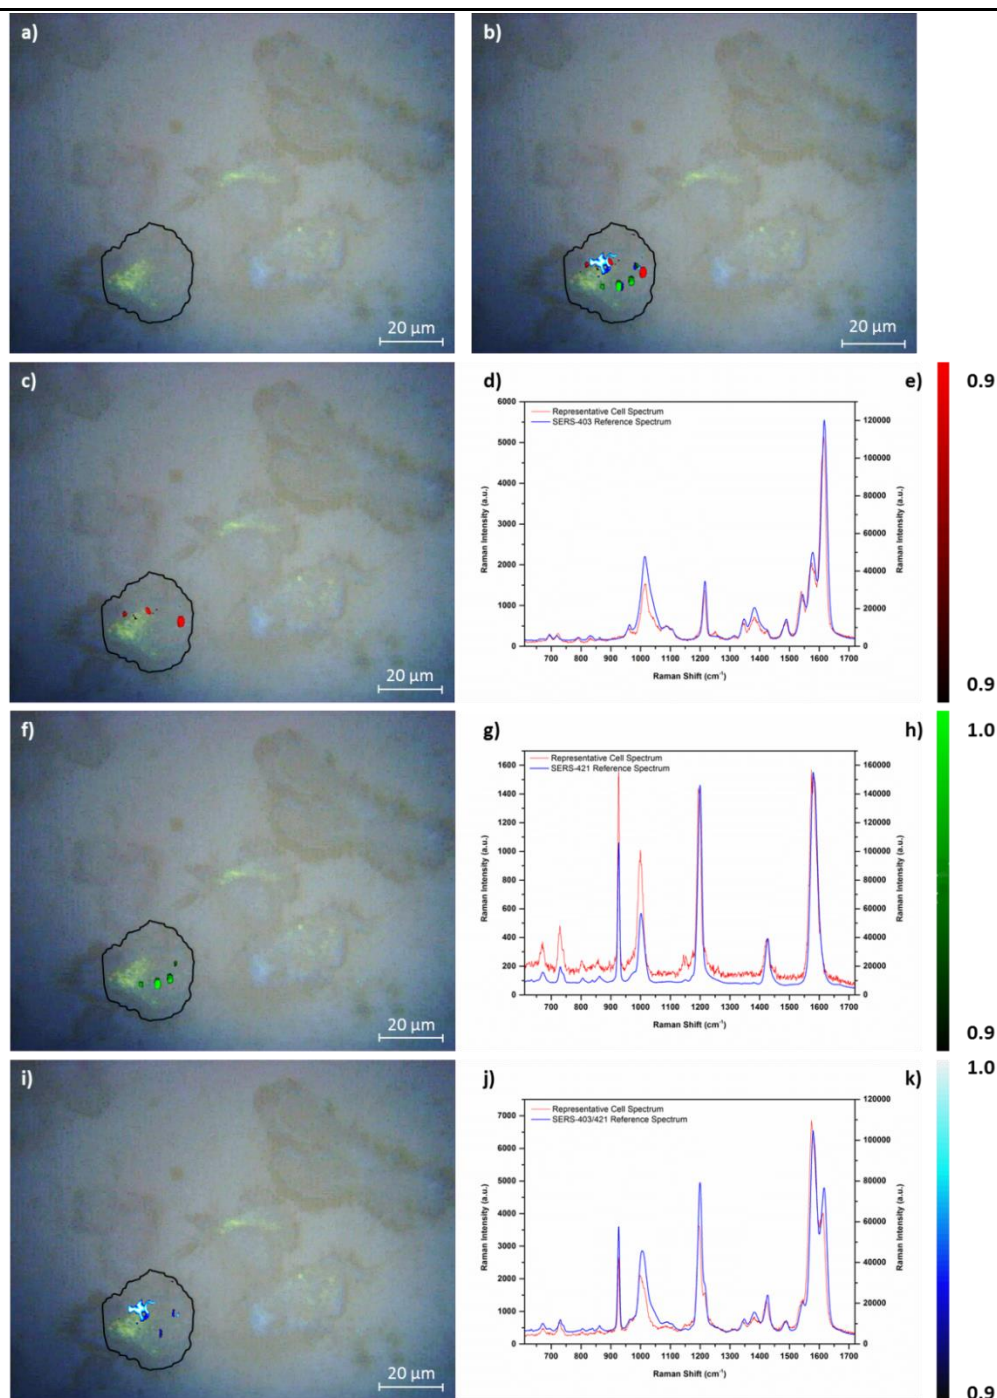 a)
20 µm
b)
20 µm
c)
20 µm
d)
Representative Cell Spectrum
SERS-403 Reference Spectrum
6000
5000
4000
3000
2000
1000
0
Raman Intensity (a.u.)
120000
100000
80000
60000
40000
20000
0
Raman Intensity (a.u.)
700 800 900 1000 1100 1200 1300 1400 1500 1600 1700
Raman Shift (cm⁻¹)
e)
0.9
0.9
f)
20 µm
g)
Representative Cell Spectrum
SERS-421 Reference Spectrum
1600
1400
1200
1000
800
600
400
200
0
Raman Intensity (a.u.)
160000
140000
120000
100000
80000
60000
40000
20000
0
Raman Intensity (a.u.)
700 800 900 1000 1100 1200 1300 1400 1500 1600 1700
Raman Shift (cm⁻¹)
h)
1.0
0.9
i)
20 µm
j)
Representative Cell Spectrum
SERS-403/421 Reference Spectrum
7000
6000
5000
4000
3000
2000
1000
0
Raman Intensity (a.u.)
120000
100000
80000
60000
40000
20000
0
Raman Intensity (a.u.)
700 800 900 1000 1100 1200 1300 1400 1500 1600 1700
Raman Shift (cm⁻¹)
k)
1.0
0.9